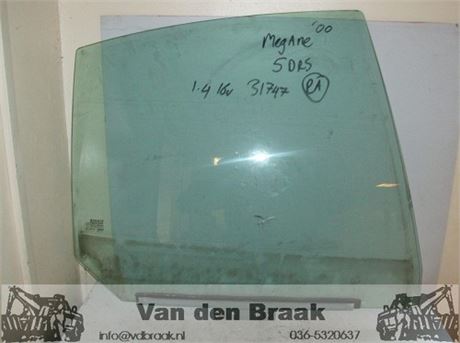 MegAne '00
5DRS
1.4 16v 31747 RA
Van den Braak
info@vdbraak.nl 036-5320637